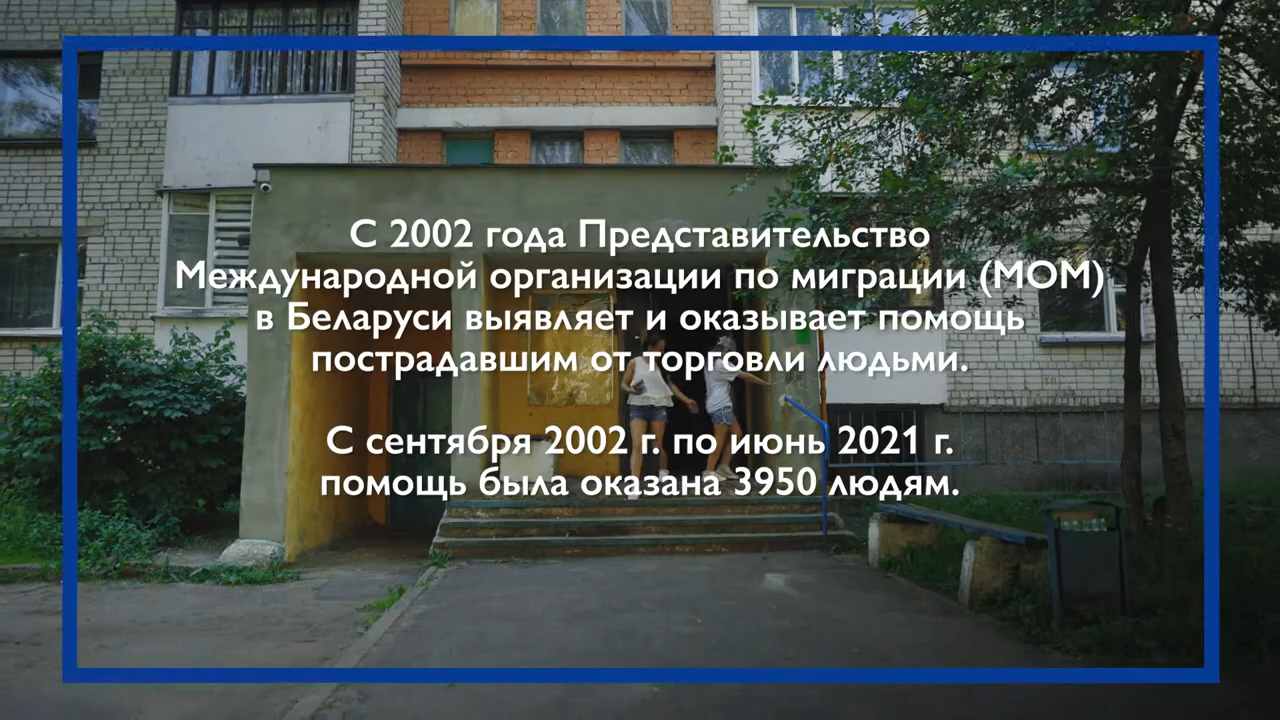 С 2002 года Представительство
Международной организации по миграции (МОМ)
в Беларуси выявляет и оказывает помощь
пострадавшим от торговли людьми.
С сентября 2002 г. по июнь 2021 г.
помощь была оказана 3950 людям.